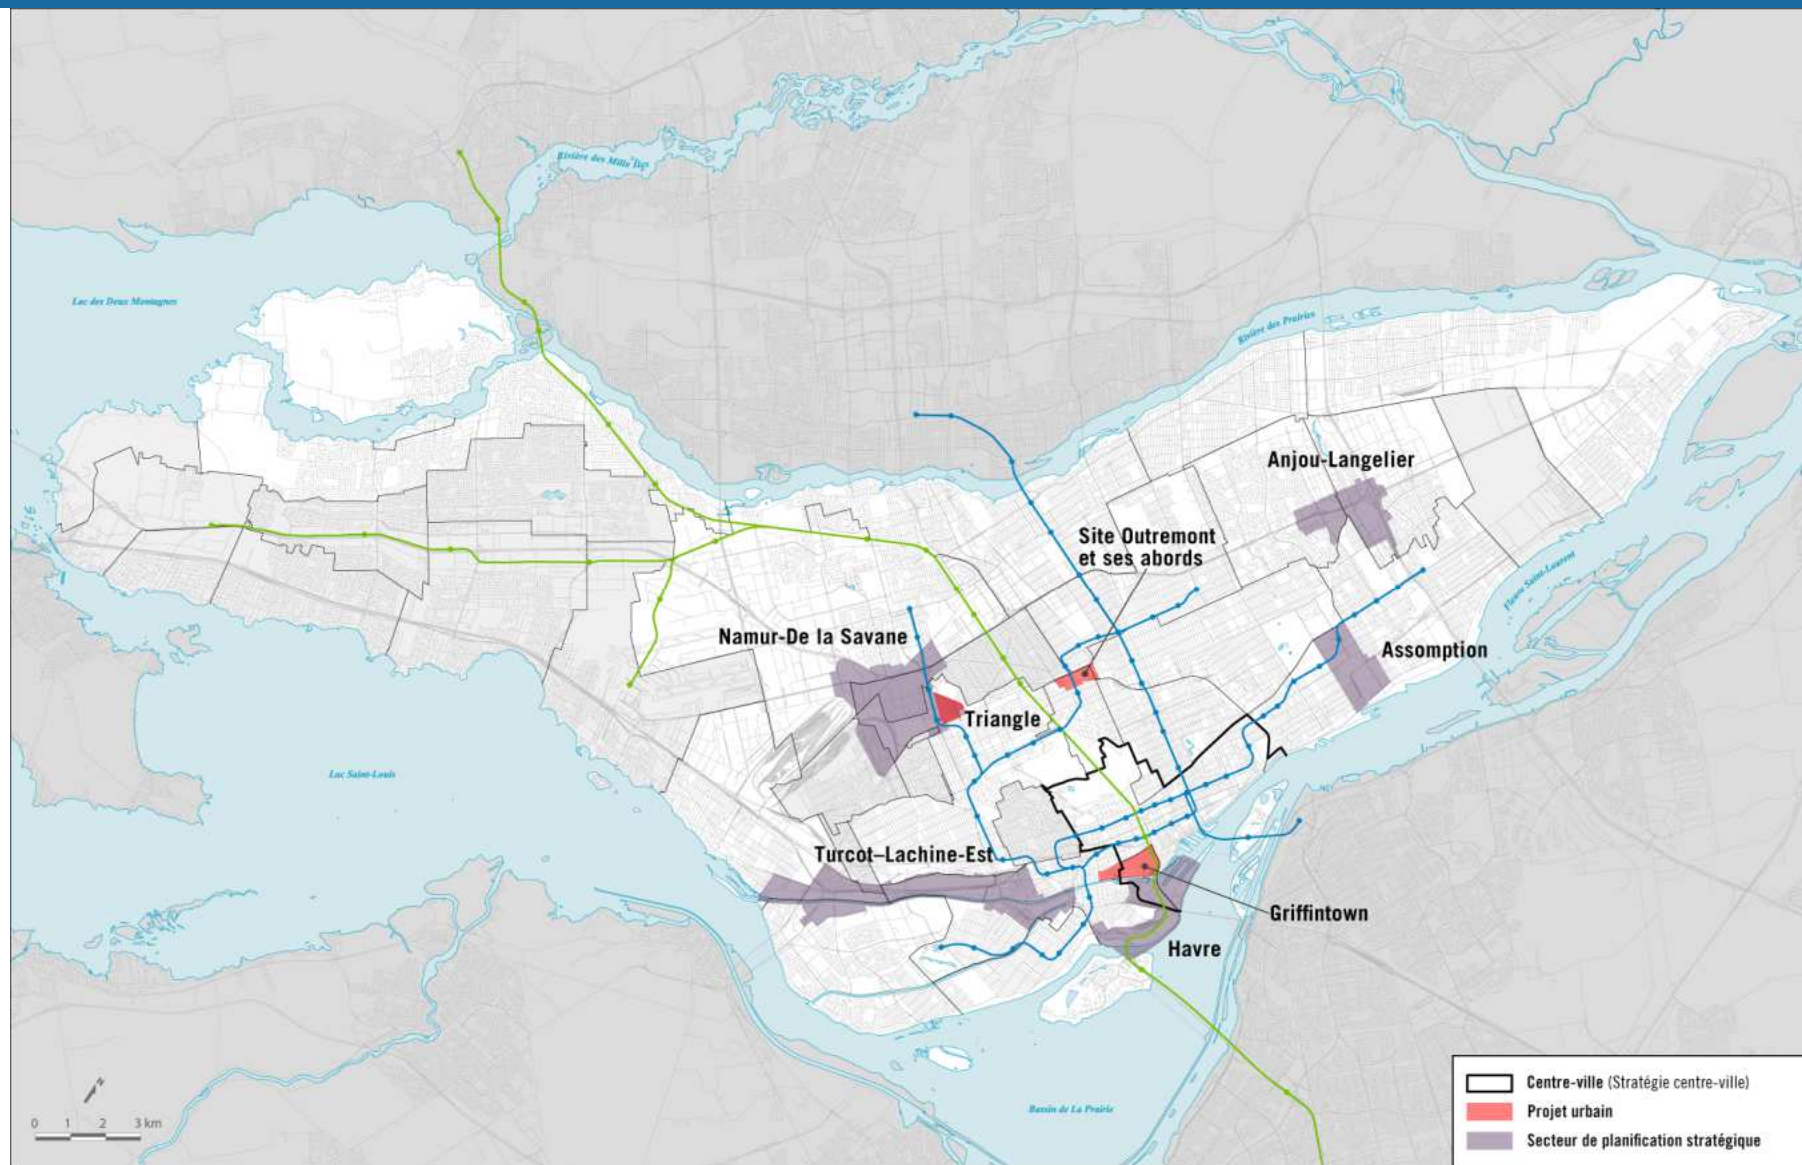 Rivière des Mille Îles
Lac des Deux Montagnes
Rivière des Prairies
Anjou-Langelier
Site Outremont
et ses abords
Fleuve Saint-Laurent
Namur-De la Savane
Assomption
Triangle
Lac Saint-Louis
Turcot–Lachine-Est
Griffintown
Havre
Centre-ville (Stratégie centre-ville)
Projet urbain
Secteur de planification stratégique
Bassin de La Prairie
N
0 1 2 3 km